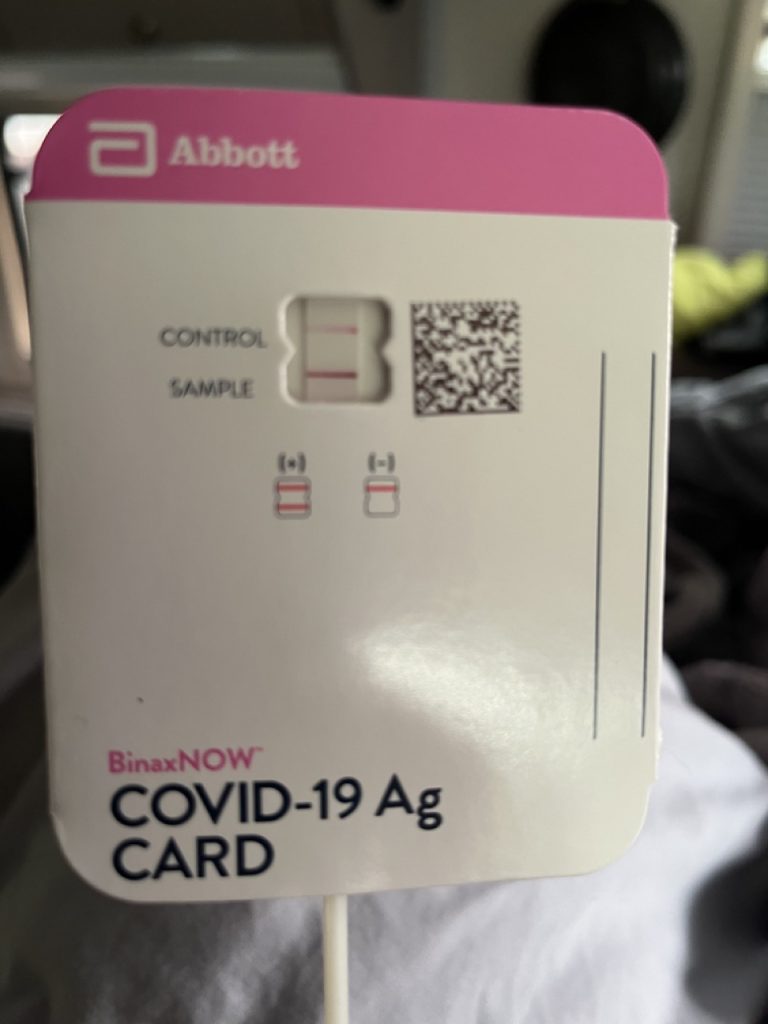 Abbott
CONTROL
SAMPLE
(+) (-)
BinaxNOW™
COVID-19 Ag
CARD